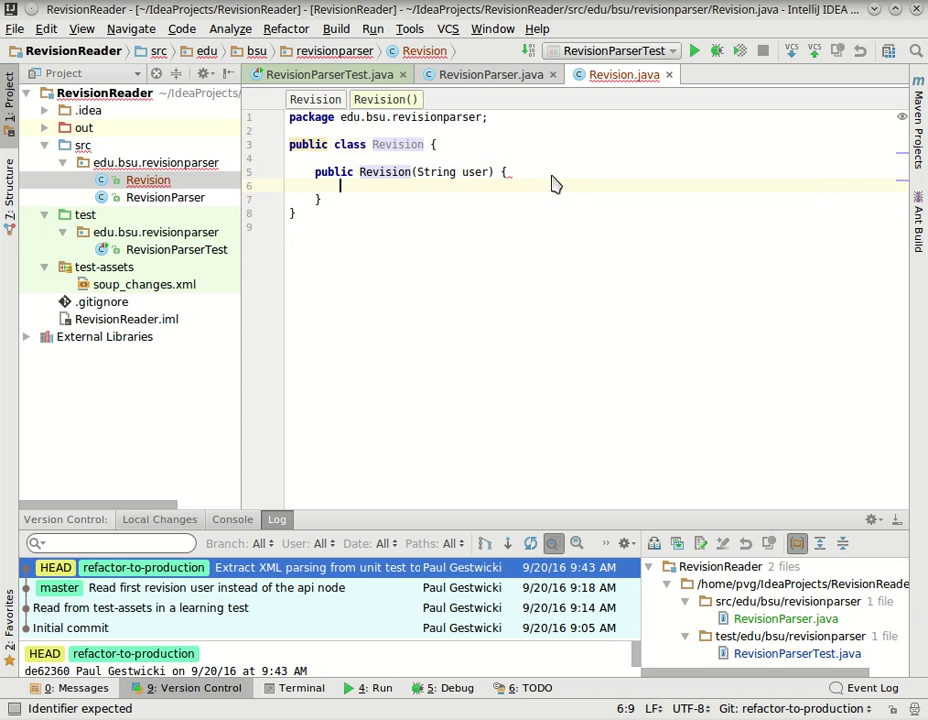 RevisionReader - [~/IdeaProjects/RevisionReader] - [RevisionReader] - ~/IdeaProjects/RevisionReader/src/edu/bsu/revisionparser/Revision.java - IntelliJ IDEA ...
File Edit View Navigate Code Analyze Refactor Build Run Tools VCS Window Help
RevisionReader src edu bsu revisionparser Revision RevisionParserTest VCS VCS
Project RevisionParserTest.java RevisionParser.java Revision.java
1: Project
7: Structure
2: Favorites
RevisionReader ~/IdeaProjects/
.idea
out
src
edu.bsu.revisionparser
Revision
RevisionParser
test
edu.bsu.revisionparser
RevisionParserTest
test-assets
soup_changes.xml
.gitignore
RevisionReader.iml
External Libraries
Revision Revision()
1 package edu.bsu.revisionparser;
2
3 public class Revision {
4
5 public Revision(String user) {
6
7 }
8 }
9
Maven Projects
Ant Build
Version Control: Local Changes Console Log
Branch: All User: All Date: All Paths: All
HEAD refactor-to-production Extract XML parsing from unit test to Paul Gestwicki 9/20/16 9:43 AM
master Read first revision user instead of the api node Paul Gestwicki 9/20/16 9:18 AM
Read from test-assets in a learning test Paul Gestwicki 9/20/16 9:14 AM
Initial commit Paul Gestwicki 9/20/16 9:05 AM
HEAD refactor-to-production
de62360 Paul Gestwicki on 9/20/16 at 9:43 AM
RevisionReader 2 files
/home/pvg/IdeaProjects/RevisionReade
src/edu/bsu/revisionparser 1 file
RevisionParser.java
test/edu/bsu/revisionparser 1 file
RevisionParserTest.java
0: Messages 9: Version Control Terminal 4: Run 5: Debug 6: TODO Event Log
Identifier expected 6:9 LF UTF-8 Git: refactor-to-production